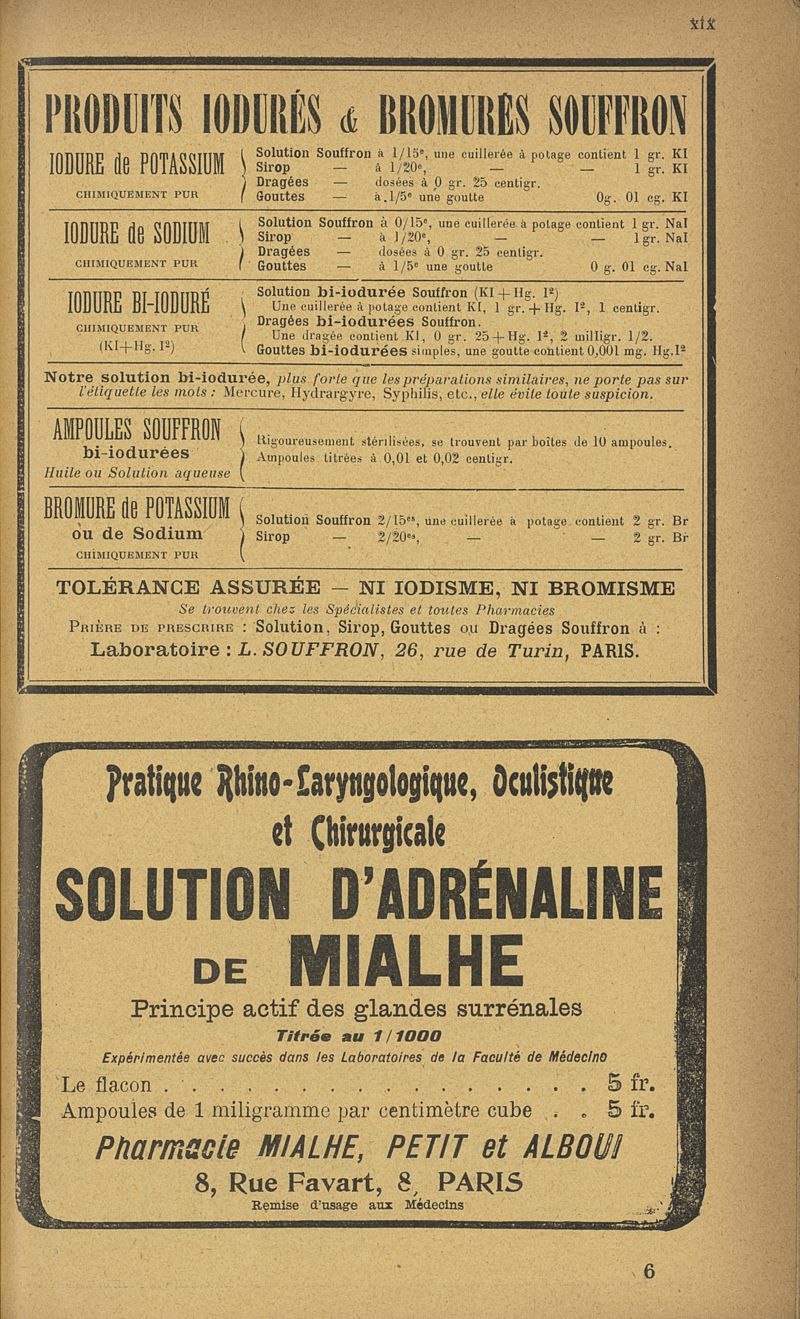 xix
PRODUITS IODURÉS & BROMURÉS SOUFFRON
IODURE de POTASSIUM
CHIMIQUEMENT PUR
Solution Souffron à 1/15e, une cuillerée à potage contient 1 gr. KI
Sirop — à 1/20e, — — 1 gr. KI
Dragées — dosées à 0 gr. 25 centigr.
Gouttes — à.1/5e une goutte 0g. 01 cg. KI
IODURE de SODIUM
CHIMIQUEMENT PUR
Solution Souffron à 0/15e, une cuillerée à potage contient 1 gr. NaI
Sirop — à 1/20e, — — 1 gr. NaI
Dragées — dosées à 0 gr. 25 centigr.
Gouttes — à 1/5e une goutte 0 g. 01 cg. NaI
IODURE BI-IODURÉ
CHIMIQUEMENT PUR
(KI+Hg. I²)
Solution bi-iodurée Souffron (KI + Hg. I²)
Une cuillerée à potage contient KI, 1 gr. + Hg. I², 1 centigr.
Dragées bi-iodurées Souffron.
Une dragée contient KI, 0 gr. 25 + Hg. I², 2 milligr. 1/2.
Gouttes bi-iodurées simples, une goutte contient 0,001 mg. Hg.I²
Notre solution bi-iodurée, plus forte que les préparations similaires, ne porte pas sur
l'étiquette les mots : Mercure, Hydrargyre, Syphilis, etc., elle évite toute suspicion.
AMPOULES SOUFFRON
bi-iodurées
Huile ou Solution aqueuse
Rigoureusement stérilisées, se trouvent par boîtes de 10 ampoules.
Ampoules titrées à 0,01 et 0,02 centigr.
BROMURE de POTASSIUM
ou de Sodium
CHIMIQUEMENT PUR
Solution Souffron 2/15es, une cuillerée à potage contient 2 gr. Br
Sirop — 2/20es, — — 2 gr. Br
TOLÉRANCE ASSURÉE — NI IODISME, NI BROMISME
Se trouvent chez les Spécialistes et toutes Pharmacies
PRIÈRE DE PRESCRIRE : Solution, Sirop, Gouttes ou Dragées Souffron à :
Laboratoire : L. SOUFFRON, 26, rue de Turin, PARIS.
Pratique Rhino-Laryngologique, Oculistique
et Chirurgicale
SOLUTION D'ADRÉNALINE
DE MIALHE
Principe actif des glandes surrénales
Titrée au 1/1000
Expérimentée avec succès dans les Laboratoires de la Faculté de Médecine
Le flacon . . . . . . . . . . . . . . . . 5 fr.
Ampoules de 1 miligramme par centimètre cube . . 5 fr.
Pharmacie MIALHE, PETIT et ALBOUI
8, Rue Favart, 8, PARIS
Remise d'usage aux Médecins
6